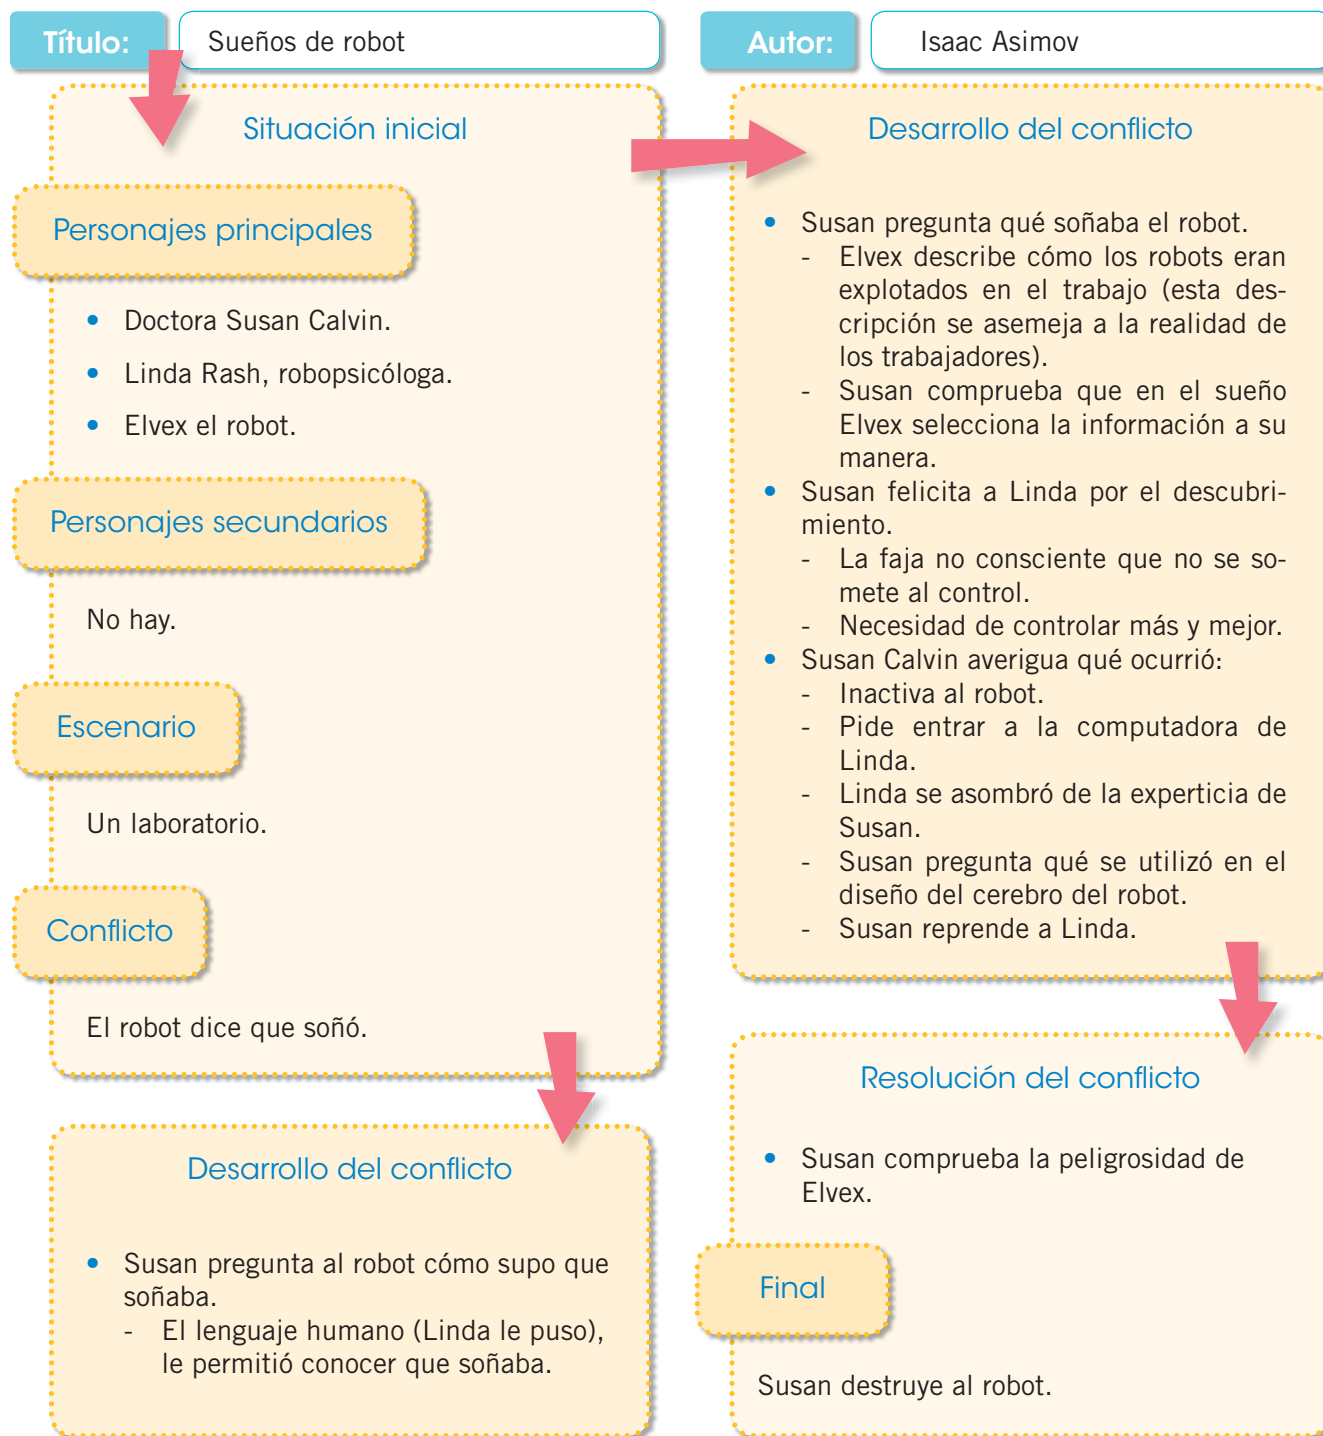 Título:
Sueños de robot
Autor:
Isaac Asimov
Situación inicial
Personajes principales
• Doctora Susan Calvin.
• Linda Rash, robopsicóloga.
• Elvex el robot.
Personajes secundarios
No hay.
Escenario
Un laboratorio.
Conflicto
El robot dice que soñó.
Desarrollo del conflicto
• Susan pregunta al robot cómo supo que
soñaba.
- El lenguaje humano (Linda le puso),
le permitió conocer que soñaba.
Desarrollo del conflicto
• Susan pregunta qué soñaba el robot.
- Elvex describe cómo los robots eran
explotados en el trabajo (esta des-
cripción se asemeja a la realidad de
los trabajadores).
- Susan comprueba que en el sueño
Elvex selecciona la información a su
manera.
• Susan felicita a Linda por el descubri-
miento.
- La faja no consciente que no se so-
mete al control.
- Necesidad de controlar más y mejor.
• Susan Calvin averigua qué ocurrió:
- Inactiva al robot.
- Pide entrar a la computadora de
Linda.
- Linda se asombró de la experticia de
Susan.
- Susan pregunta qué se utilizó en el
diseño del cerebro del robot.
- Susan reprende a Linda.
Resolución del conflicto
• Susan comprueba la peligrosidad de
Elvex.
Final
Susan destruye al robot.